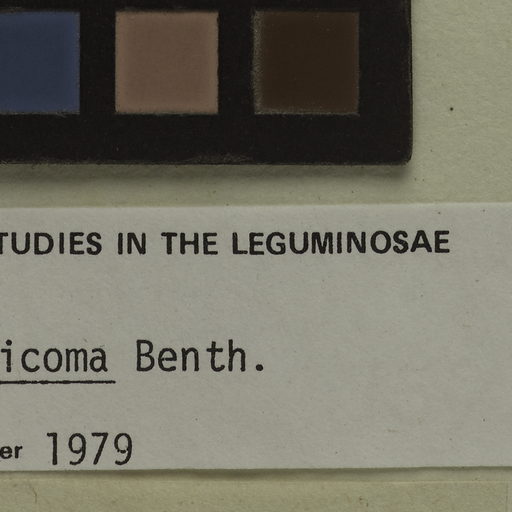 TUDIES IN THE LEGUMINOSAE
icoma Benth.
er 1979